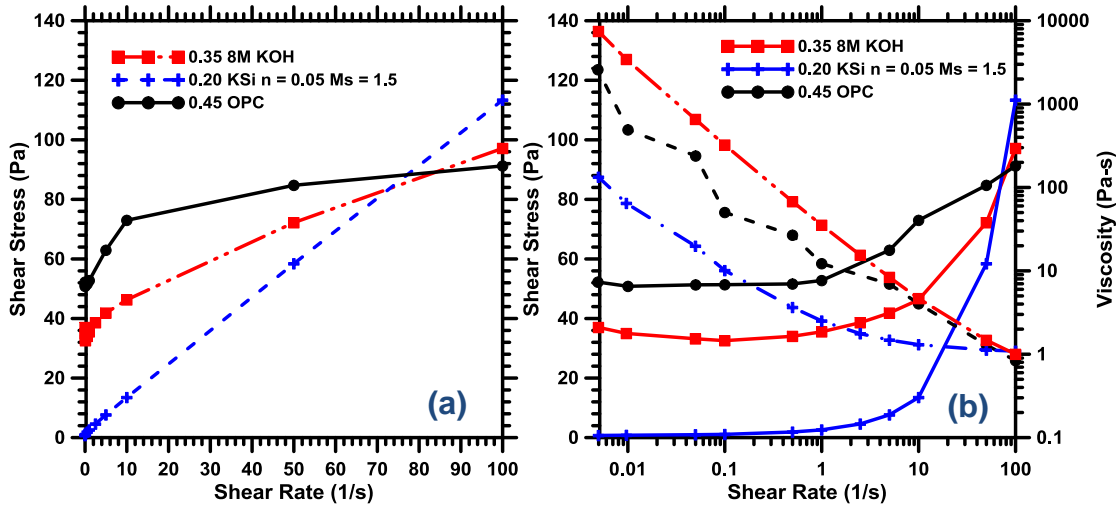 140
120
100
80
60
40
20
0
Shear Stress (Pa)
0 10 20 30 40 50 60 70 80 90 100
Shear Rate (1/s)
0.35 8M KOH
0.20 KSi n = 0.05 Ms = 1.5
0.45 OPC
(a)
140
120
100
80
60
40
20
0
Shear Stress (Pa)
0.01 0.1 1 10 100
Shear Rate (1/s)
0.35 8M KOH
0.20 KSi n = 0.05 Ms = 1.5
0.45 OPC
(b)
10000
1000
100
10
1
0.1
Viscosity (Pa-s)